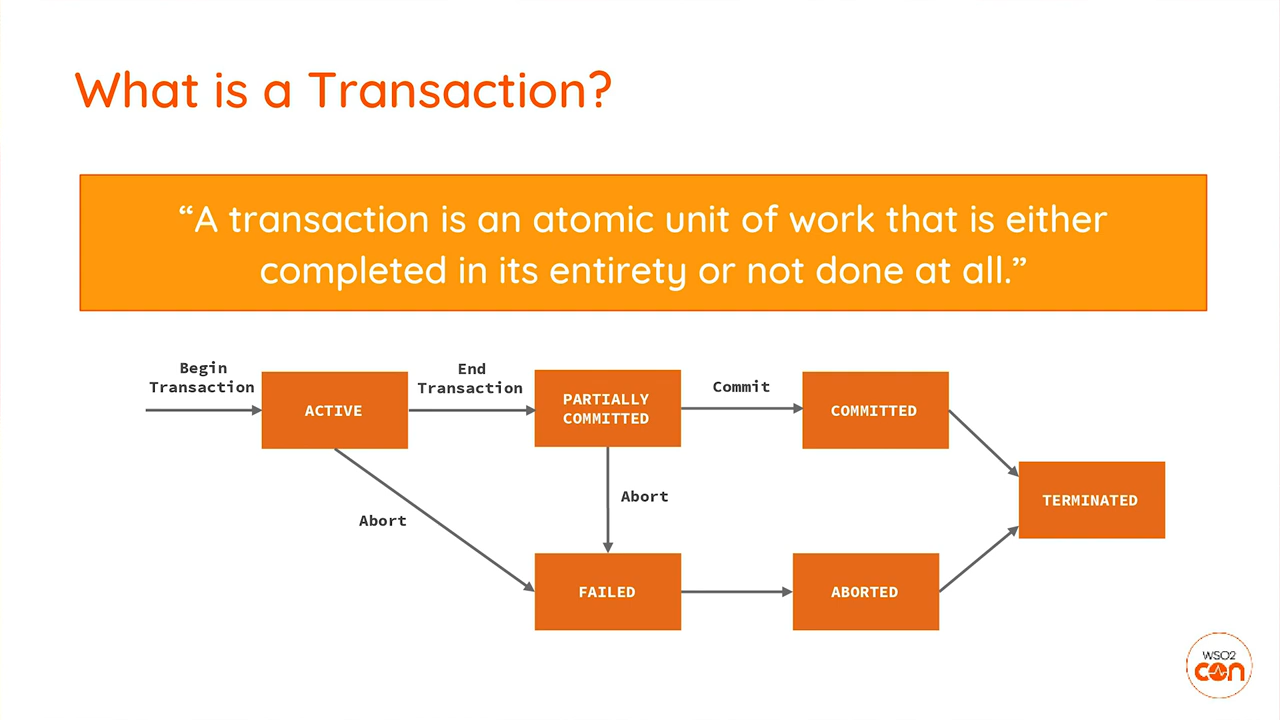 What is a Transaction?
“A transaction is an atomic unit of work that is either
completed in its entirety or not done at all.”
Begin
Transaction
ACTIVE
End
Transaction
PARTIALLY
COMMITTED
Commit
COMMITTED
TERMINATED
Abort
Abort
FAILED
ABORTED
WSO2
con